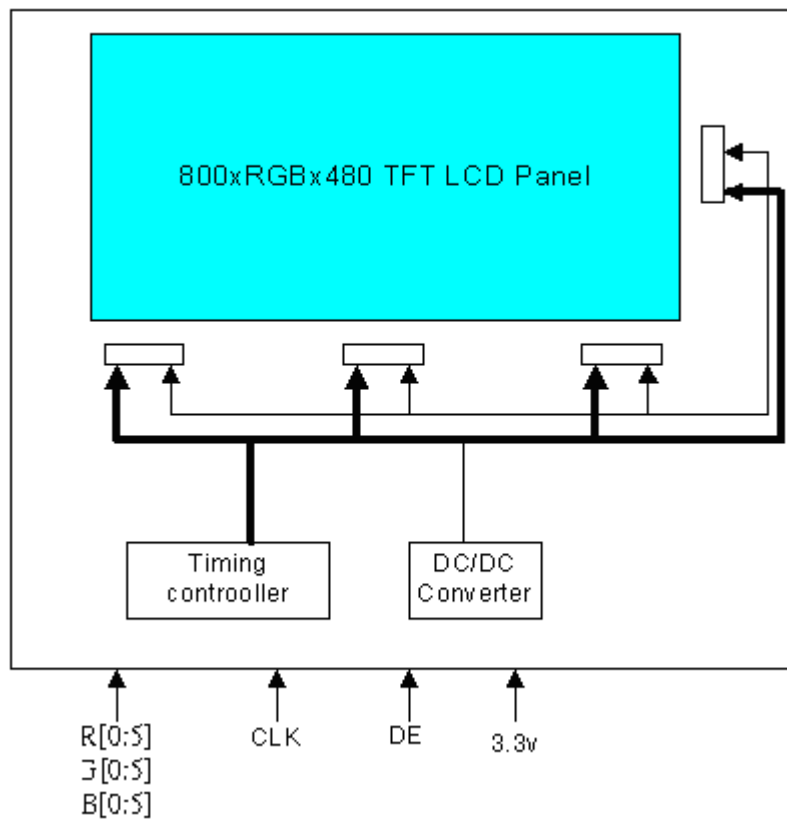 800xRGBx480 TFT LCD Panel
Timing
controoller
DC/DC
Converter
R[0:5]
CLK
DE
3.3v
G[0:5]
B[0:5]